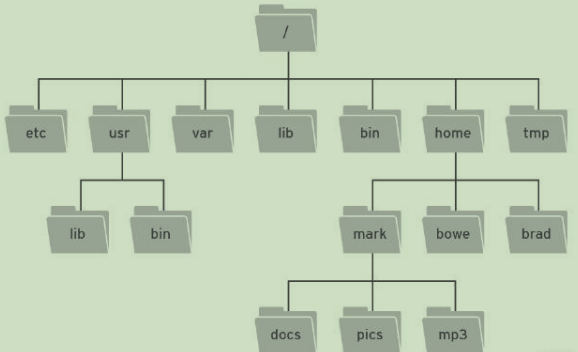 /
etc usr var lib bin home tmp
lib bin mark bowe brad
docs pics mp3